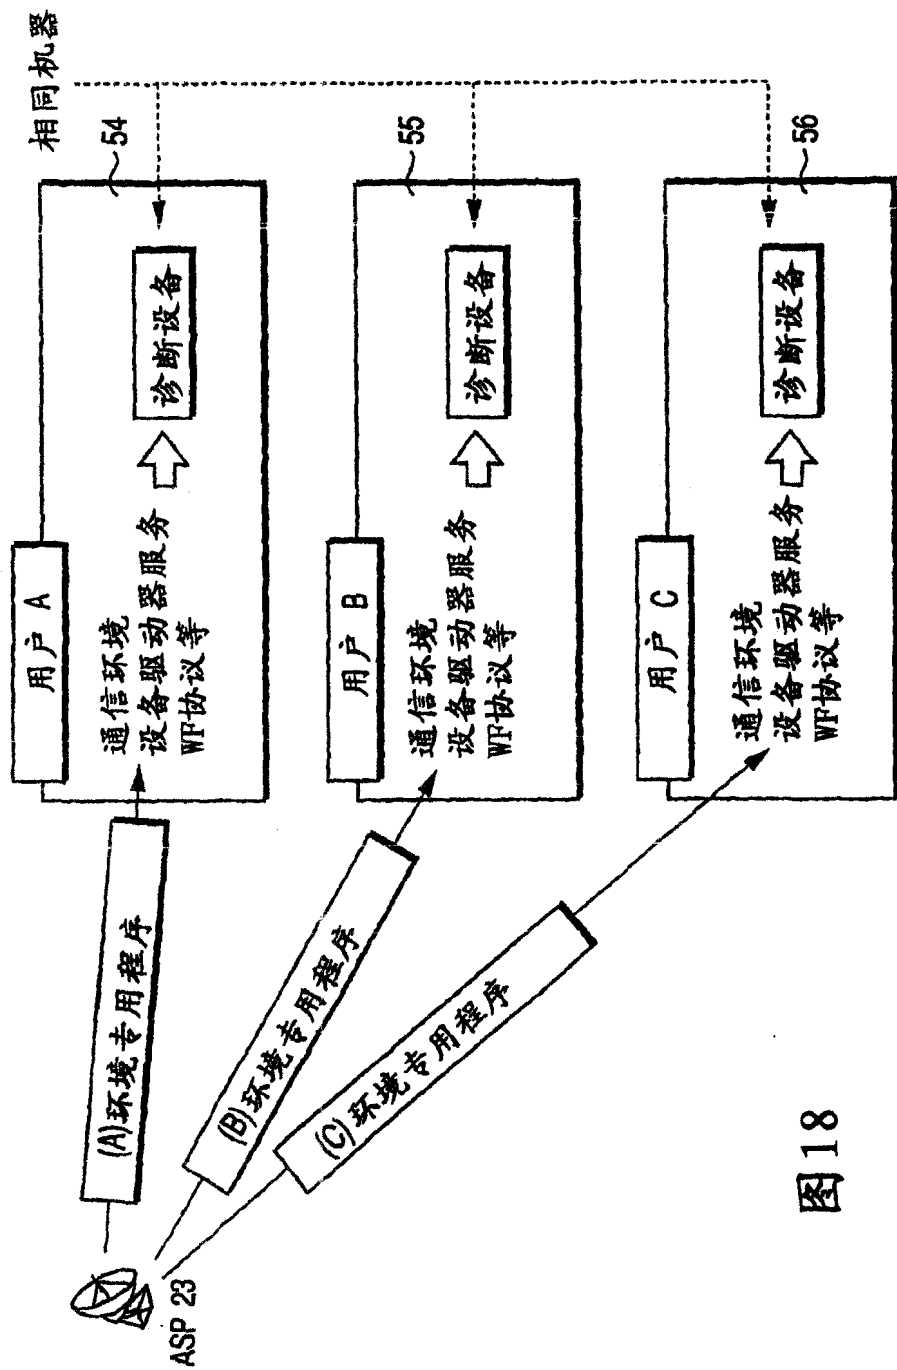 相同机器
54
用户 A
通信环境
设备驱动器服务
WF协议等
诊断设备
55
用户 B
通信环境
设备驱动器服务
WF协议等
诊断设备
56
用户 C
通信环境
设备驱动器服务
WF协议等
诊断设备
(A)环境专用程序
(B)环境专用程序
(C)环境专用程序
ASP 23
图18